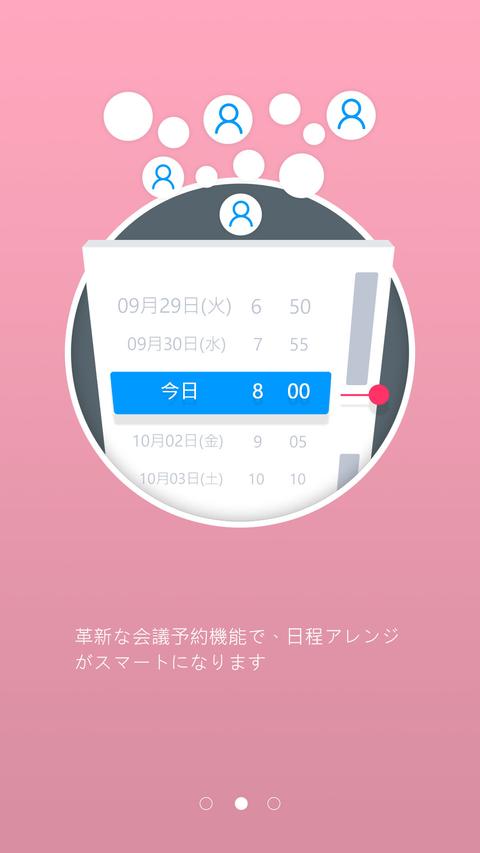 09月29日(火) 6 50
09月30日(水) 7 55
今日 8 00
10月02日(金) 9 05
10月03日(土) 10 10
革新な会議予約機能で、日程アレンジ
がスマートになります